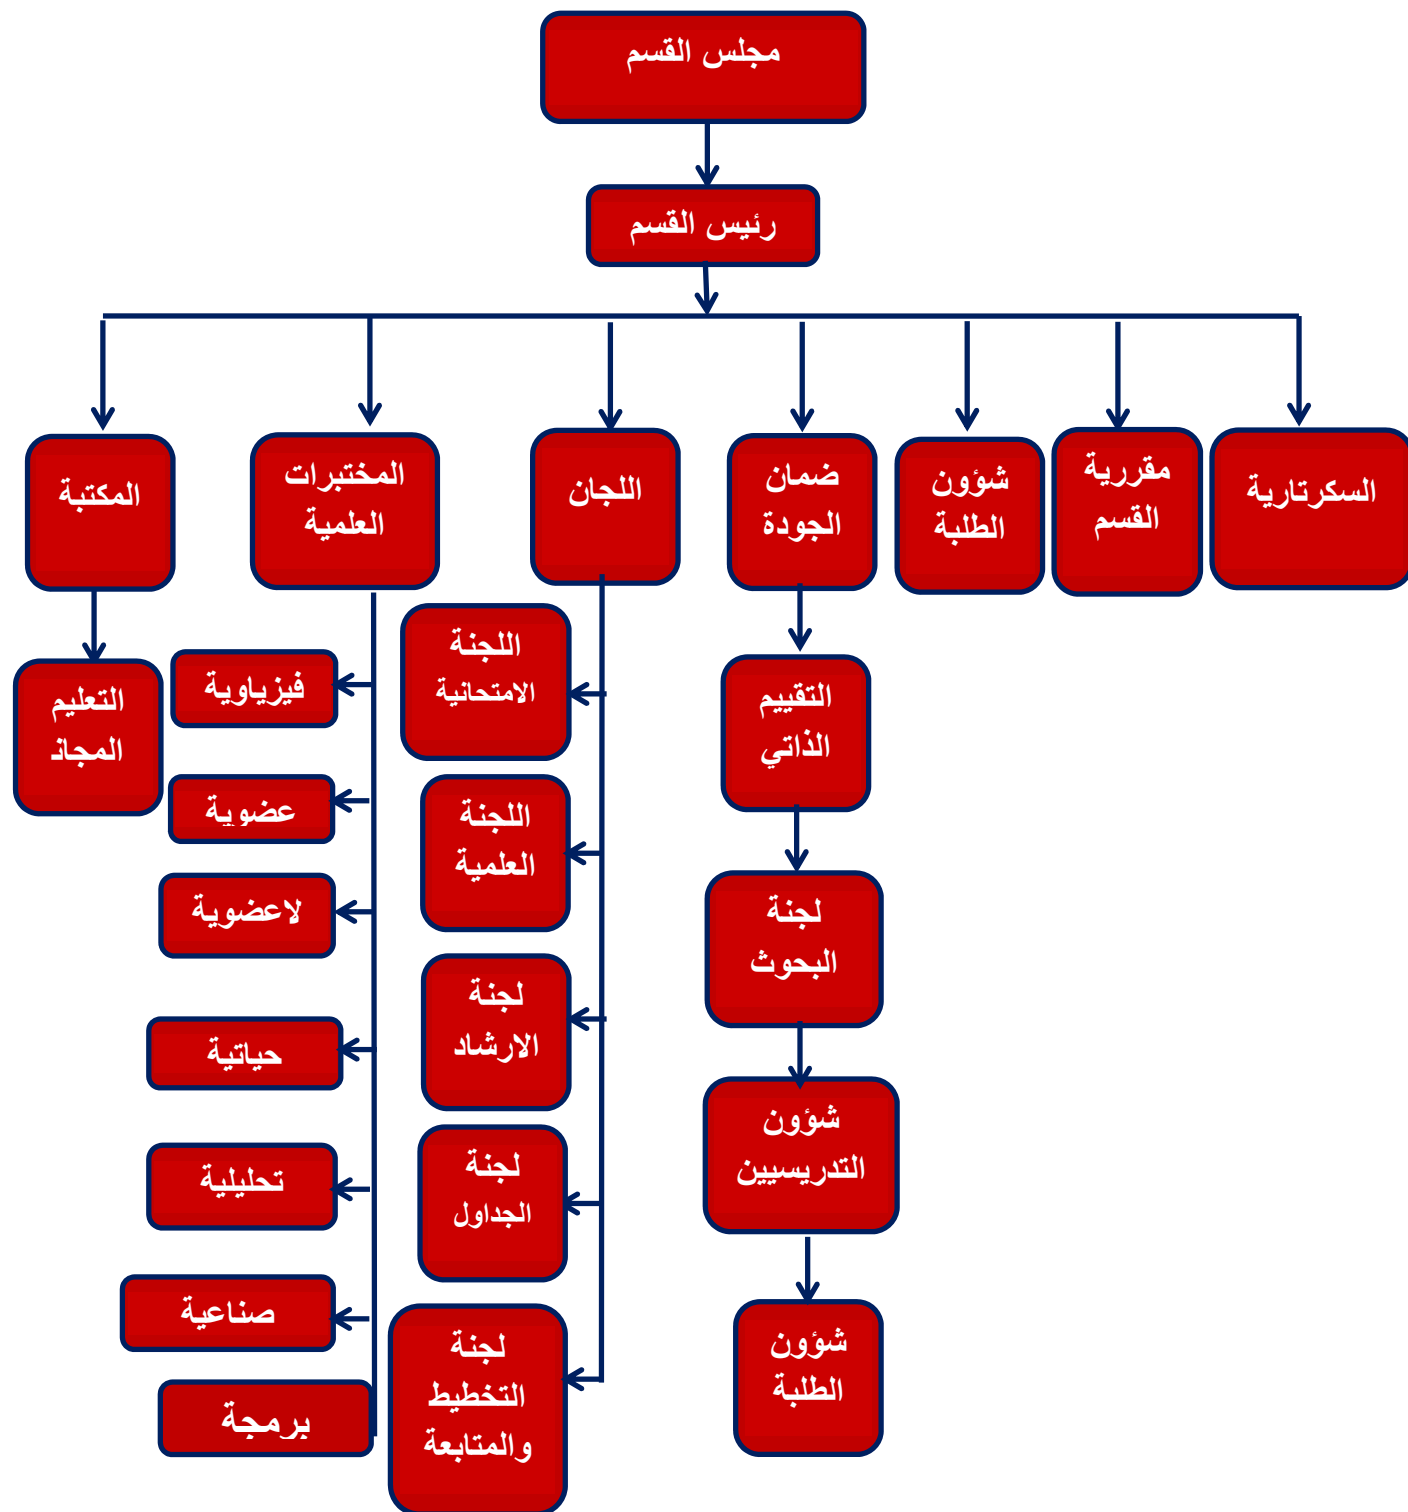 مجلس القسم
رئيس القسم
السكرتارية
مقررية
القسم
شؤون
الطلبة
ضمان
الجودة
اللجان
المختبرات
العلمية
المكتبة
التقييم
الذاتي
لجنة
البحوث
شؤون
التدريسيين
شؤون
الطلبة
اللجنة
الامتحانية
اللجنة
العلمية
لجنة
الارشاد
لجنة
الجداول
لجنة
التخطيط
والمتابعة
فيزياوية
عضوية
لاعضوية
حياتية
تحليلية
صناعية
برمجة
التعليم
المجان